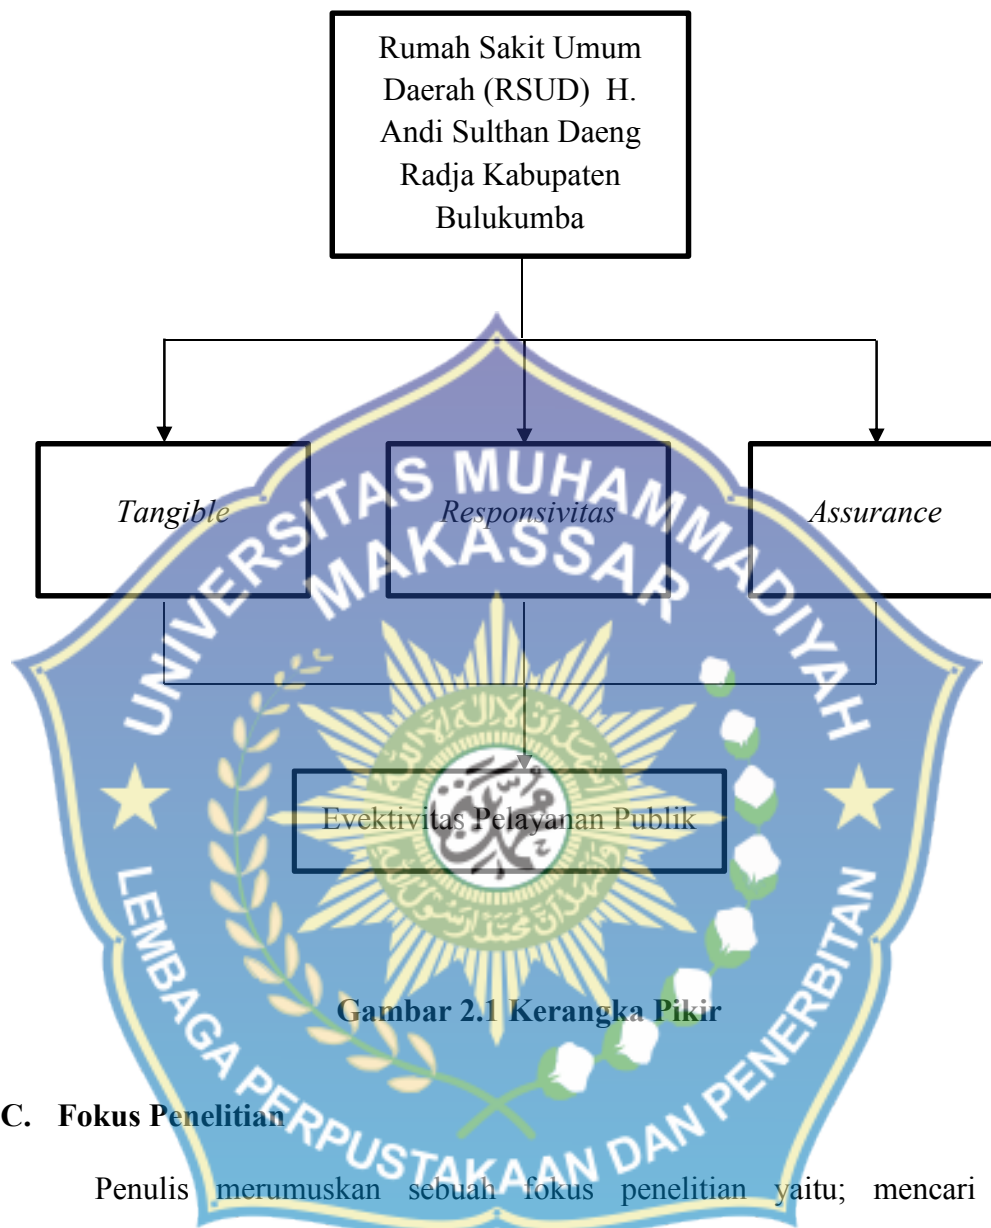 Rumah Sakit Umum
Daerah (RSUD) H.
Andi Sulthan Daeng
Radja Kabupaten
Bulukumba
Tangible
Responsivitas
Assurance
UNIVERSITAS MUHAMMADIYAH
MAKASSAR
Evektivitas Pelayanan Publik
Gambar 2.1 Kerangka Pikir
LEMBAGA PERPUSTAKAAN DAN PENERBITAN
C. Fokus Penelitian
Penulis merumuskan sebuah fokus penelitian yaitu; mencari